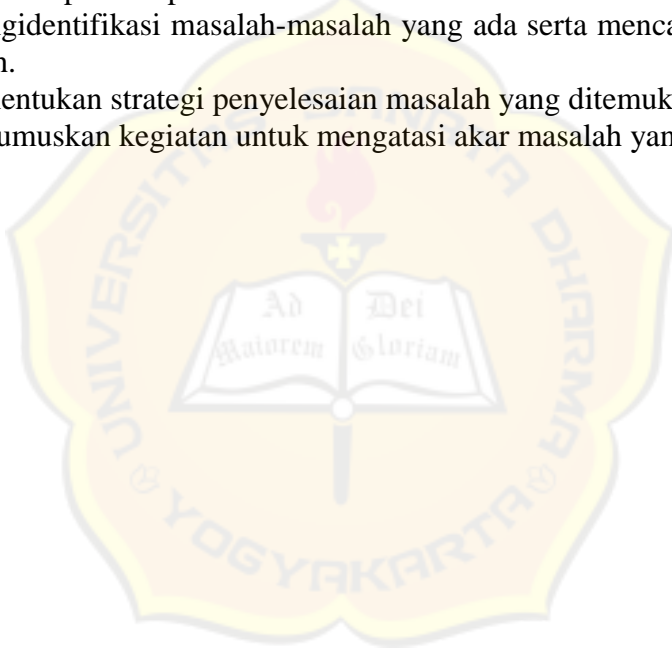 gidentifikasi masalah-masalah yang ada serta menca
n.
nentukan strategi penyelesaian masalah yang ditemuk
umuskan kegiatan untuk mengatasi akar masalah yan
UNIVERSITAS SANATA DHARMA
Ad Dei
Maiorem Gloriam
YOGYAKARTA